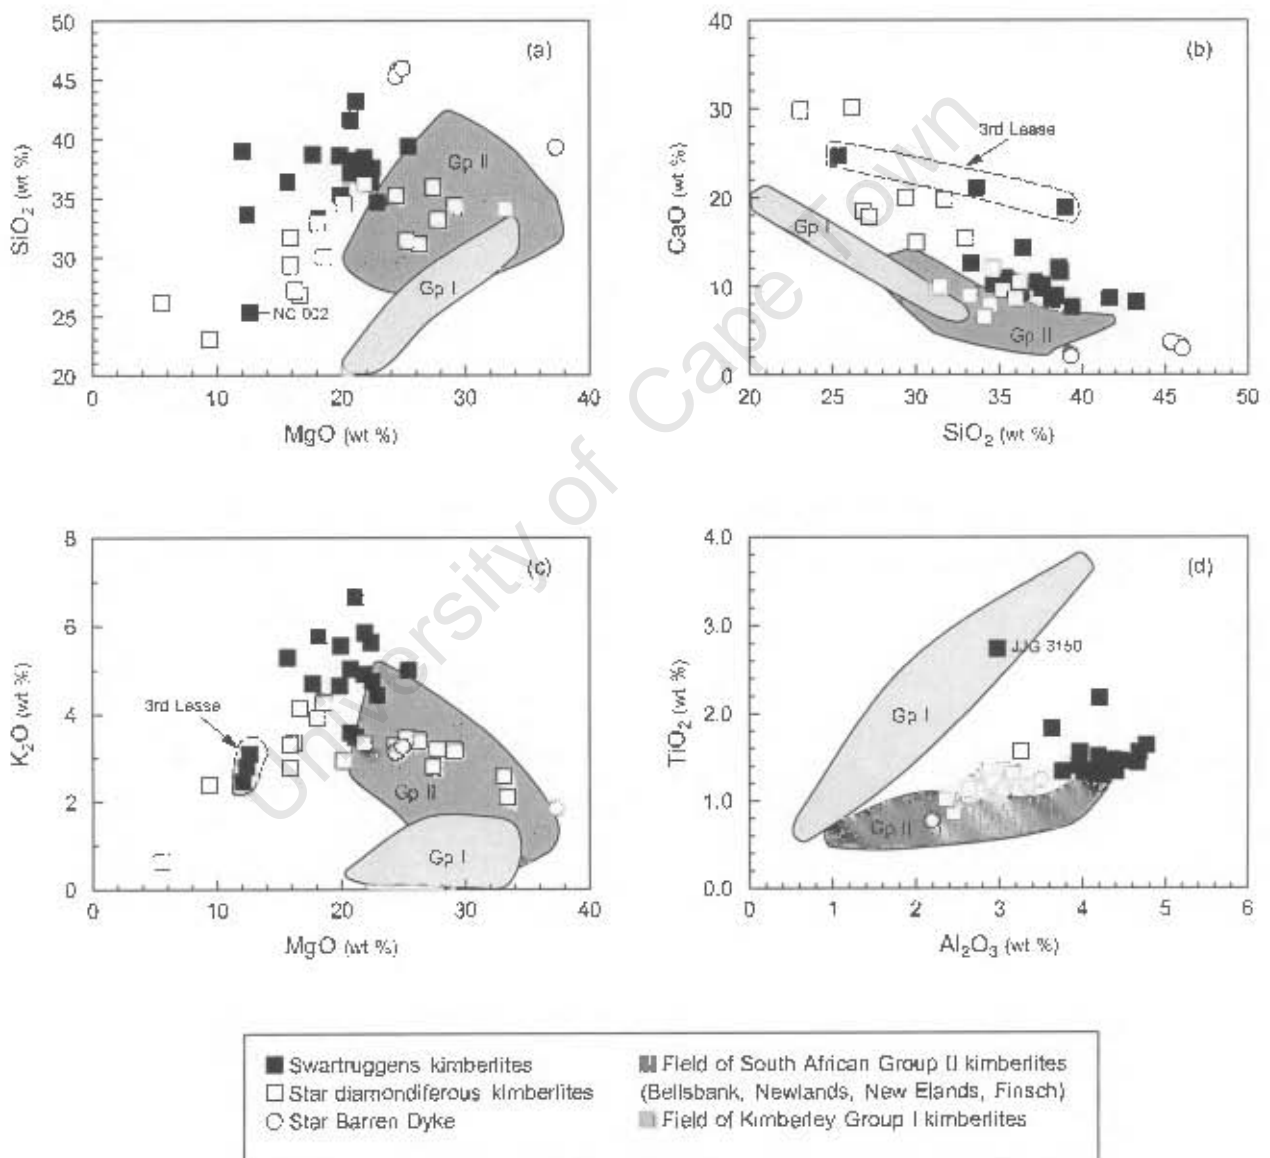 (a)
50
45
40
35
30
25
20
SiO2 (wt %)
Gp II
Gp I
NC 002
0 10 20 30 40
MgO (wt %)
(b)
40
30
20
10
0
CaO (wt %)
3rd Lease
Gp I
Gp II
20 25 30 35 40 45 50
SiO2 (wt %)
University of Cape Town
(c)
8
6
4
2
0
K2O (wt %)
3rd Lease
Gp II
Gp I
0 10 20 30 40
MgO (wt %)
(d)
4.0
3.0
2.0
1.0
0.0
TiO2 (wt %)
JJG 3150
Gp I
Gp II
0 1 2 3 4 5 6
Al2O3 (wt %)
Swartruggens kimberlites
Star diamondiferous kimberlites
Star Barren Dyke
Field of South African Group II kimberlites
(Bellsbank, Newlands, New Elands, Finsch)
Field of Kimberley Group I kimberlites